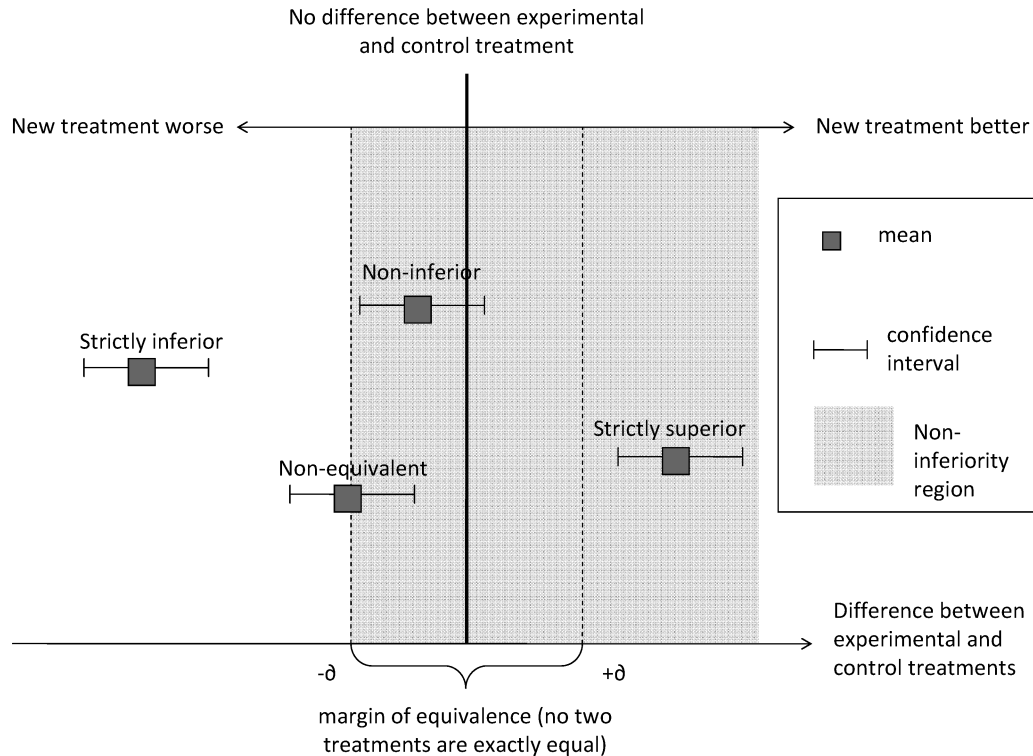 No difference between experimental
and control treatment
New treatment worse
New treatment better
mean
Non-inferior
confidence
interval
Strictly inferior
Strictly superior
Non-
inferiority
region
Non-equivalent
Difference between
experimental and
control treatments
-∂
+∂
margin of equivalence (no two
treatments are exactly equal)